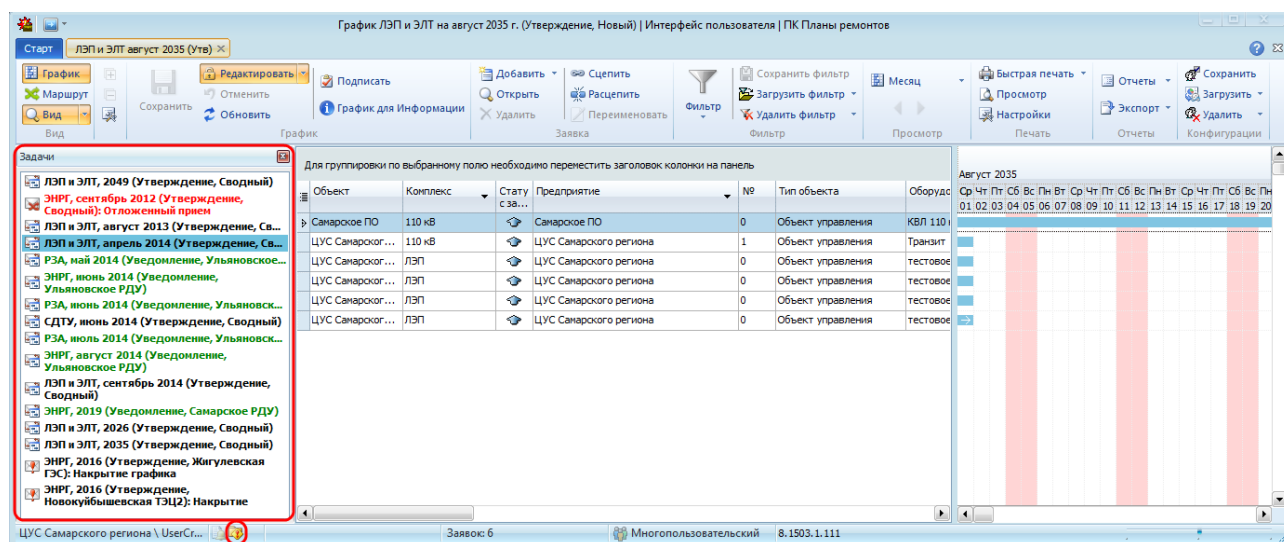 График ЛЭП и ЭЛТ на август 2035 г. (Утверждение, Новый) | Интерфейс пользователя | ПК Планы ремонтов
Старт ЛЭП и ЭЛТ август 2035 (Утв)
График Редактировать Подписать Добавить Сцепить Сохранить фильтр Месяц Быстрая печать Отчеты Сохранить
Маршрут Отменить Открыть Расцепить Загрузить фильтр Просмотр Загрузить
Вид Сохранить Обновить График для Информации Удалить Переименовать Фильтр Удалить фильтр Настройки Экспорт Удалить
Вид График Заявка Фильтр Просмотр Печать Отчеты Конфигурации
Задачи
ЛЭП и ЭЛТ, 2049 (Утверждение, Сводный)
ЭНРГ, сентябрь 2012 (Утверждение,
Сводный): Отложенный прием
ЛЭП и ЭЛТ, август 2013 (Утверждение, Св...
ЛЭП и ЭЛТ, апрель 2014 (Утверждение, Св...
РЗА, май 2014 (Уведомление, Ульяновское...
ЭНРГ, июнь 2014 (Уведомление,
Ульяновское РДУ)
РЗА, июнь 2014 (Уведомление, Ульяновск...
СДТУ, июнь 2014 (Утверждение, Сводный)
РЗА, июль 2014 (Уведомление, Ульяновск...
ЭНРГ, август 2014 (Уведомление,
Ульяновское РДУ)
ЛЭП и ЭЛТ, сентябрь 2014 (Утверждение,
Сводный)
ЭНРГ, 2019 (Уведомление, Самарское РДУ)
ЛЭП и ЭЛТ, 2026 (Утверждение, Сводный)
ЛЭП и ЭЛТ, 2035 (Утверждение, Сводный)
ЭНРГ, 2016 (Утверждение, Жигулевская
ГЭС): Накрытие графика
ЭНРГ, 2016 (Утверждение,
Новокуйбышевская ТЭЦ2): Накрытие
Для группировки по выбранному полю необходимо переместить заголовок колонки на панель
Объект Комплекс Стату с за... Предприятие № Тип объекта Оборудо
Самарское ПО 110 кВ Самарское ПО 0 Объект управления КВЛ 110
ЦУС Самарског... 110 кВ ЦУС Самарского региона 1 Объект управления Транзит
ЦУС Самарског... ЛЭП ЦУС Самарского региона 0 Объект управления тестовое
ЦУС Самарског... ЛЭП ЦУС Самарского региона 0 Объект управления тестовое
ЦУС Самарског... ЛЭП ЦУС Самарского региона 0 Объект управления тестовое
Август 2035
Ср Чт Пт Сб Вс Пн Вт Ср Чт Пт Сб Вс Пн Вт Ср Чт Пт Сб Вс Пн
01 02 03 04 05 06 07 08 09 10 11 12 13 14 15 16 17 18 19 20
ЦУС Самарского региона \ UserCr... Заявок: 6 Многопользовательский 8.1503.1.111